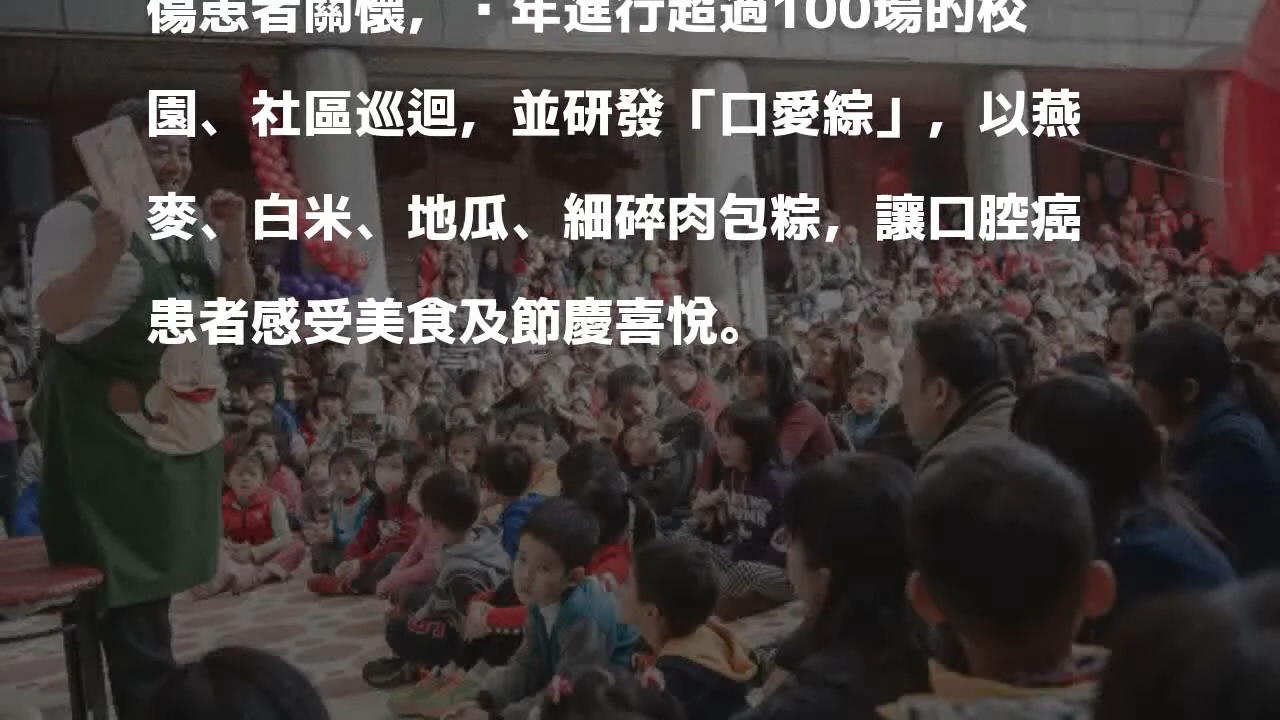 傷患者關懷，年進行超過100場的校
園、社區巡迴，並研發「口愛綜」，以燕
麥、白米、地瓜、細碎肉包粽，讓口腔癌
患者感受美食及節慶喜悅。